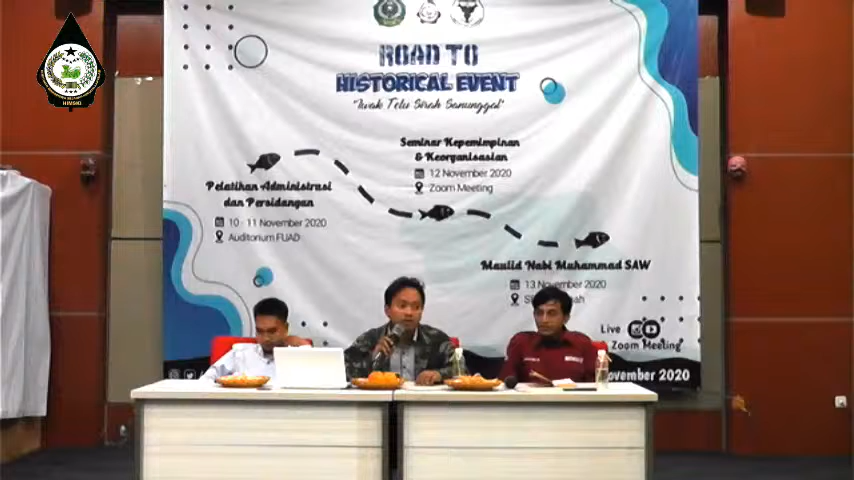 HIMSKI
ROAD TO
HISTORICAL EVENT
"Iwak Telu Sirah Sanunggal"
Seminar Kepemimpinan
& Keorganisasian
12 November 2020
Zoom Meeting
Pelatihan Administrasi
dan Persidangan
10 - 11 November 2020
Auditorium FUAD
Maulid Nabi Muhammad SAW
13 November 2020
Live
Zoom Meeting
November 2020